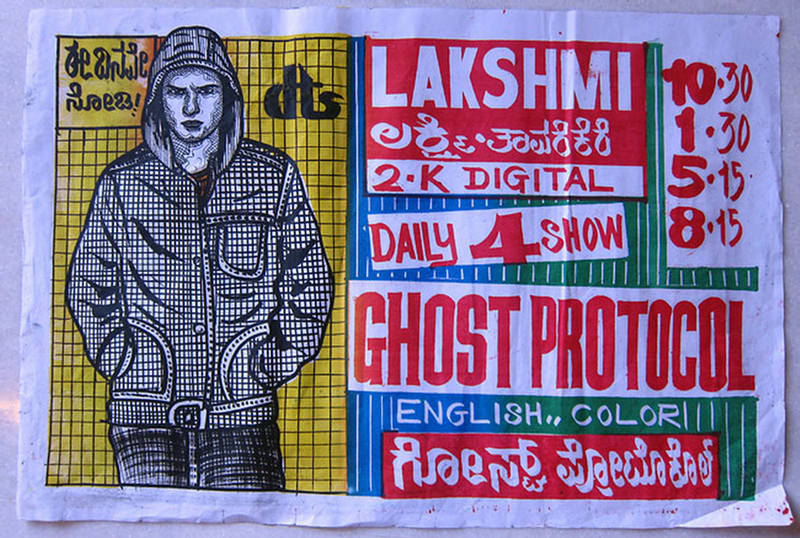 ಈ ದಿನವೇ
ನೋಡಿ!
dts
LAKSHMI
ಲಕ್ಷ್ಮೀ·ತಾವರೆಕೆರೆ
2·K DIGITAL
DAILY 4 SHOW
10·30
1·30
5·15
8·15
GHOST PROTOCOL
ENGLISH,, COLOR
ಗೋಸ್ಟ್ ಪ್ರೋಟೊಕೊಲ್